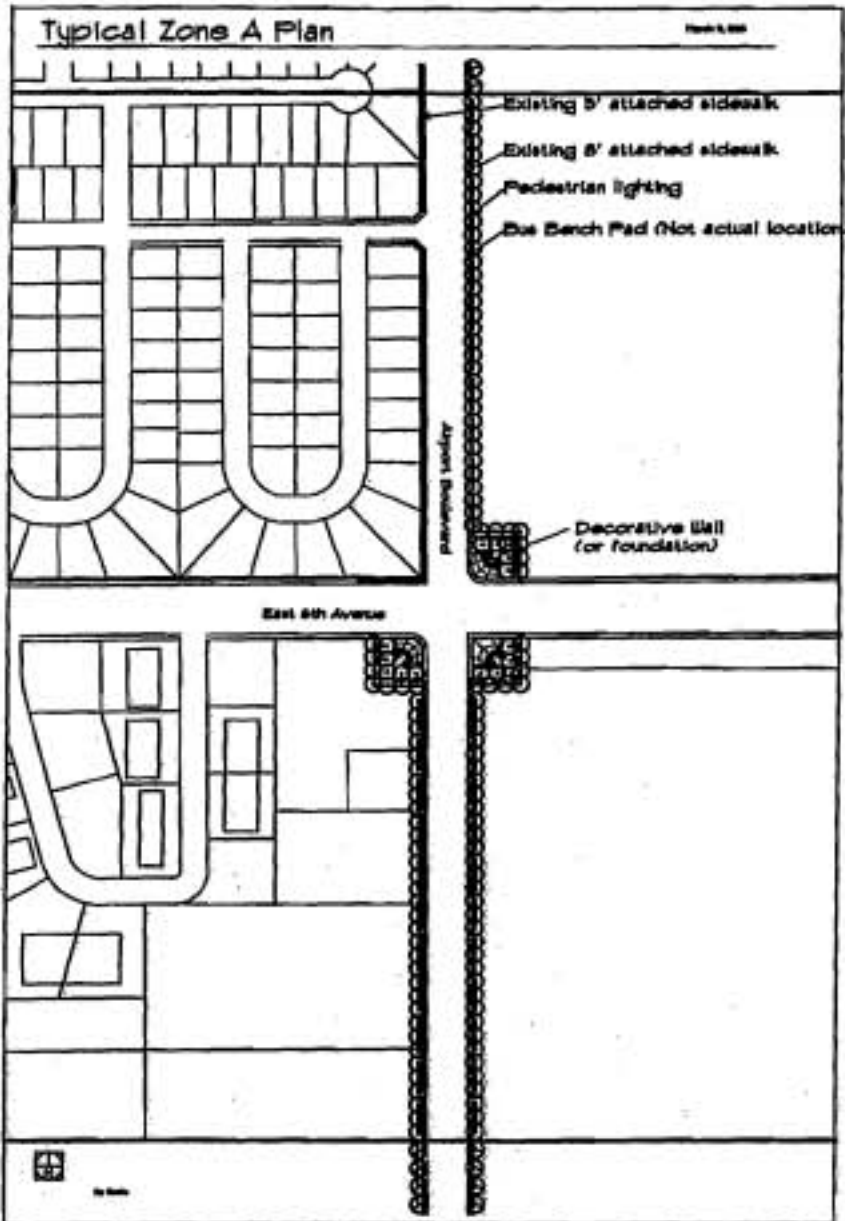 Typical Zone A Plan
Existing 5' attached sidewalk
Existing 8' attached sidewalk
Pedestrian lighting
Bus Bench Pad (Not actual location
Airport Boulevard
Decorative Wall
(or foundation)
East 6th Avenue